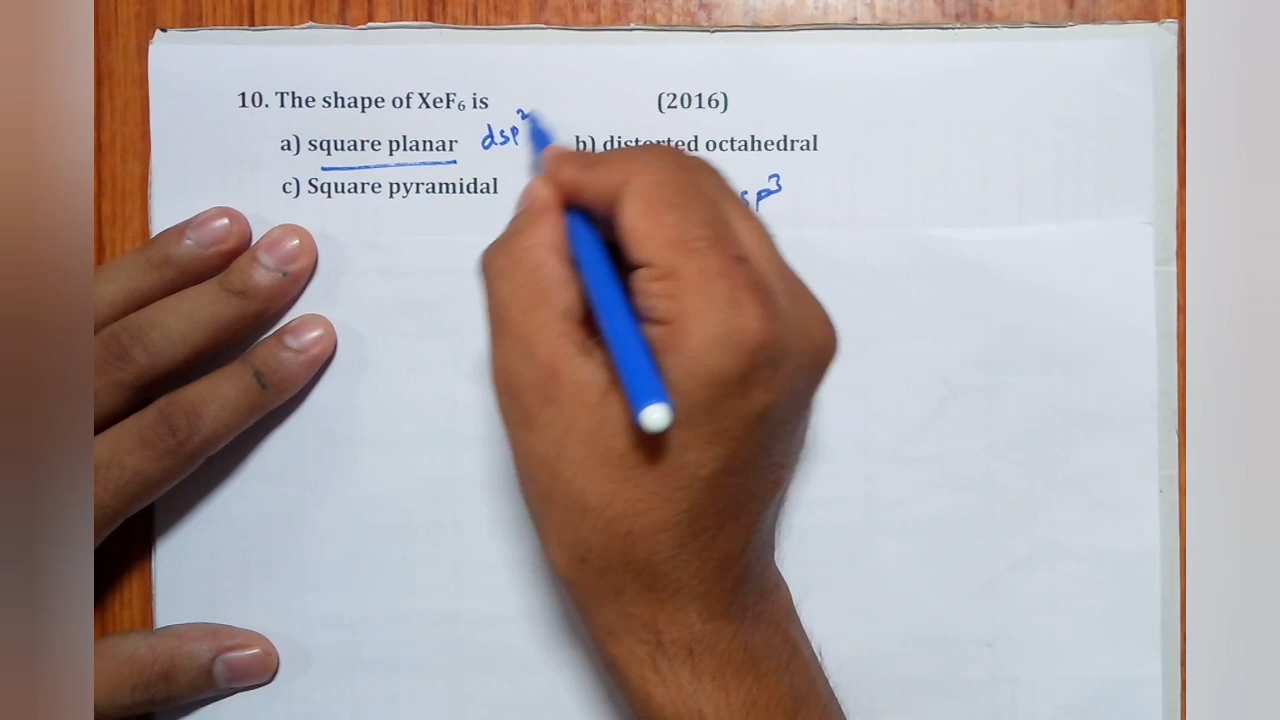 10. The shape of XeF₆ is (2016)
a) square planar dsp² b) distorted octahedral
c) Square pyramidal sp³